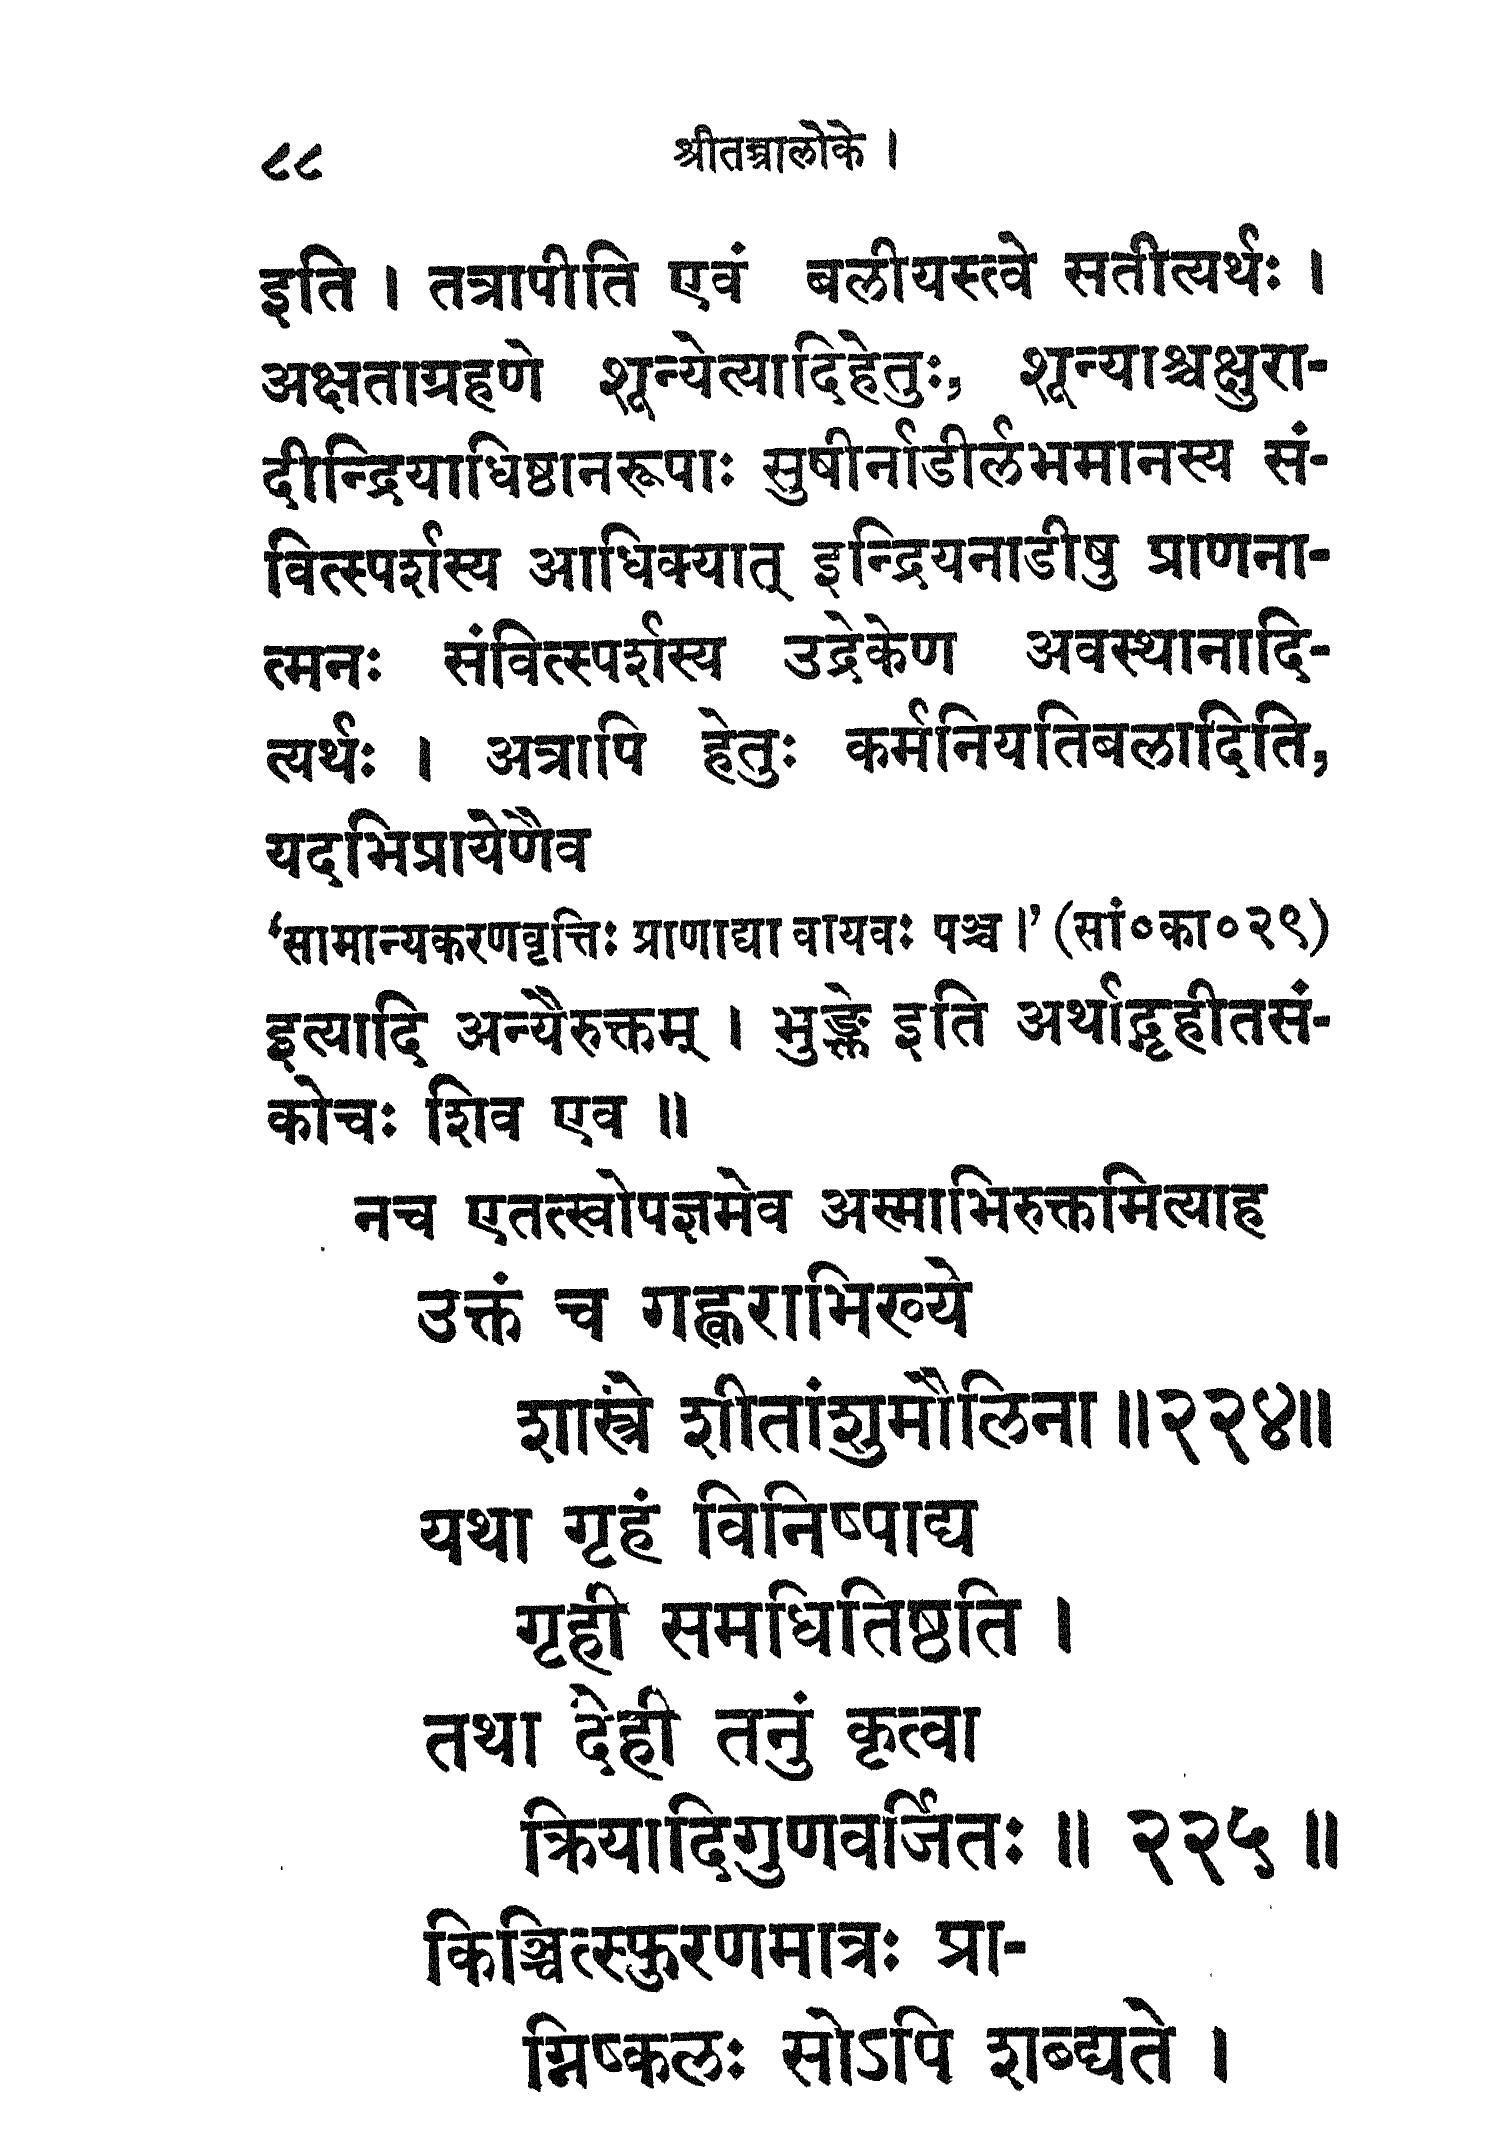 ८८ श्रीतन्त्रालोके ।
इति । तत्रापीति एवं बलीयस्त्वे सतीत्यर्थः ।
अक्षताग्रहणे शून्येत्यादिहेतुः, शून्याश्चक्षुरा-
दीन्द्रियाधिष्ठानरूपाः सुषीर्नाडीर्लभमानस्य सं-
वित्स्पर्शस्य आधिक्यात् इन्द्रियनाडीषु प्राणना-
त्मनः संवित्स्पर्शस्य उद्रेकेण अवस्थानादि-
त्यर्थः । अत्रापि हेतुः कर्मनियतिबलादिति,
यदभिप्रायेणैव
‘सामान्यकरणवृत्तिः प्राणाद्या वायवः पञ्च ।’ (सां०का०२९)
इत्यादि अन्यैरुक्तम् । भुङ्क्ते इति अर्थाद्गृहीतसं-
कोचः शिव एव ॥
नच एतत्स्वोपज्ञमेव अस्माभिरुक्तमित्याह
उक्तं च गह्वराभिख्ये
शास्त्रे शीतांशुमौलिना ॥२२४॥
यथा गृहं विनिष्पाद्य
गृही समधितिष्ठति ।
तथा देही तनुं कृत्वा
क्रियादिगुणवर्जितः ॥ २२५ ॥
किञ्चित्स्फुरणमात्रः प्रा-
ग्निष्कलः सोऽपि शब्द्यते ।